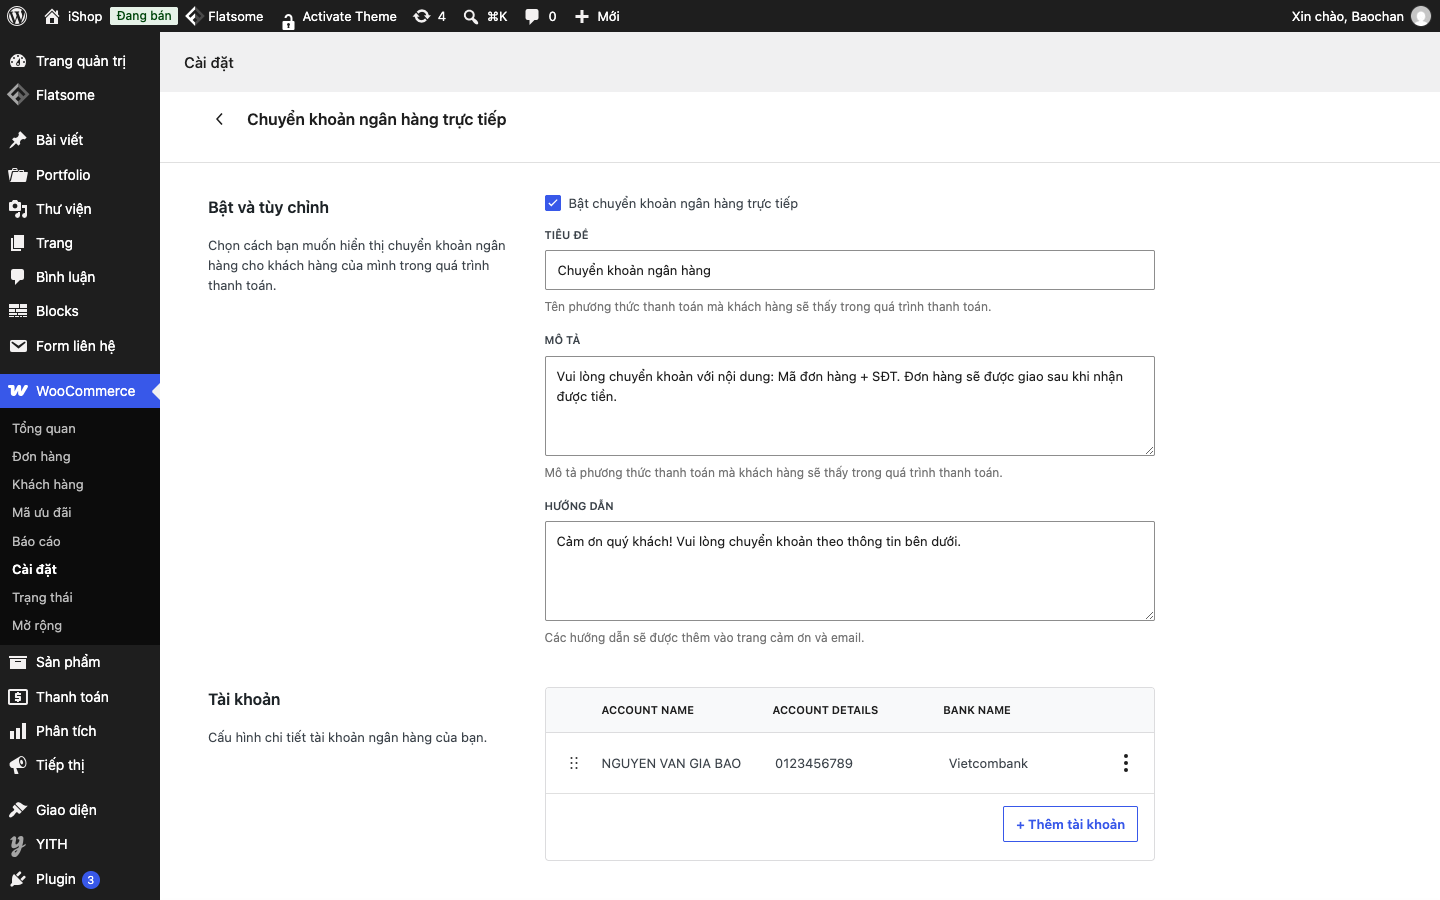 iShop
Đang bán
Flatsome
Activate Theme
4
⌘K
0
Mới
Xin chào, Baochan
Trang quản trị
Flatsome
Bài viết
Portfolio
Thư viện
Trang
Bình luận
Blocks
Form liên hệ
WooCommerce
Tổng quan
Đơn hàng
Khách hàng
Mã ưu đãi
Báo cáo
Cài đặt
Trạng thái
Mở rộng
Sản phẩm
Thanh toán
Phân tích
Tiếp thị
Giao diện
YITH
Plugin 3
Cài đặt
Chuyển khoản ngân hàng trực tiếp
Bật và tùy chỉnh
Chọn cách bạn muốn hiển thị chuyển khoản ngân
hàng cho khách hàng của mình trong quá trình
thanh toán.
Bật chuyển khoản ngân hàng trực tiếp
TIÊU ĐỀ
Chuyển khoản ngân hàng
Tên phương thức thanh toán mà khách hàng sẽ thấy trong quá trình thanh toán.
MÔ TẢ
Vui lòng chuyển khoản với nội dung: Mã đơn hàng + SĐT. Đơn hàng sẽ được giao sau khi nhận
được tiền.
Mô tả phương thức thanh toán mà khách hàng sẽ thấy trong quá trình thanh toán.
HƯỚNG DẪN
Cảm ơn quý khách! Vui lòng chuyển khoản theo thông tin bên dưới.
Các hướng dẫn sẽ được thêm vào trang cảm ơn và email.
Tài khoản
Cấu hình chi tiết tài khoản ngân hàng của bạn.
ACCOUNT NAME
ACCOUNT DETAILS
BANK NAME
NGUYEN VAN GIA BAO
0123456789
Vietcombank
+ Thêm tài khoản